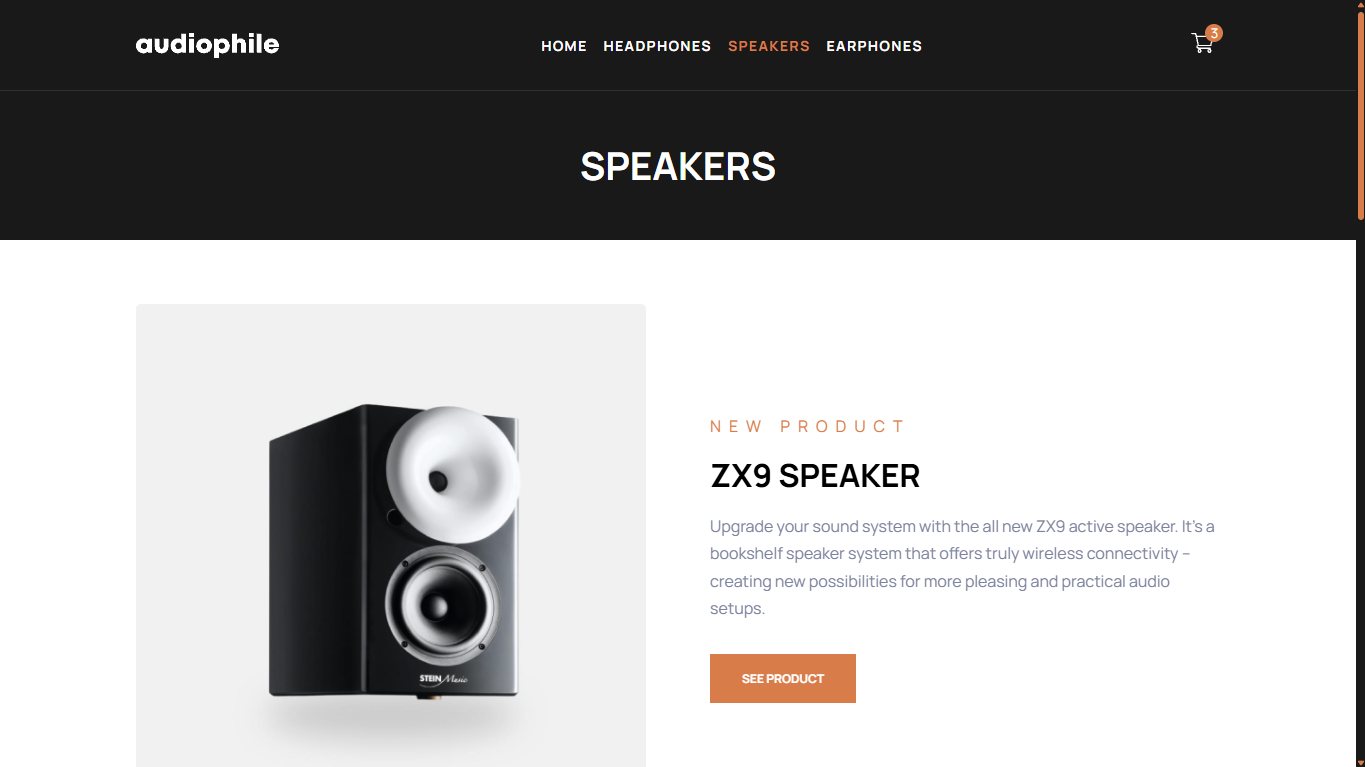 audiophile
HOME HEADPHONES SPEAKERS EARPHONES
3
SPEAKERS
NEW PRODUCT
ZX9 SPEAKER
Upgrade your sound system with the all new ZX9 active speaker. It's a
bookshelf speaker system that offers truly wireless connectivity –
creating new possibilities for more pleasing and practical audio
setups.
SEE PRODUCT
STEIN Music